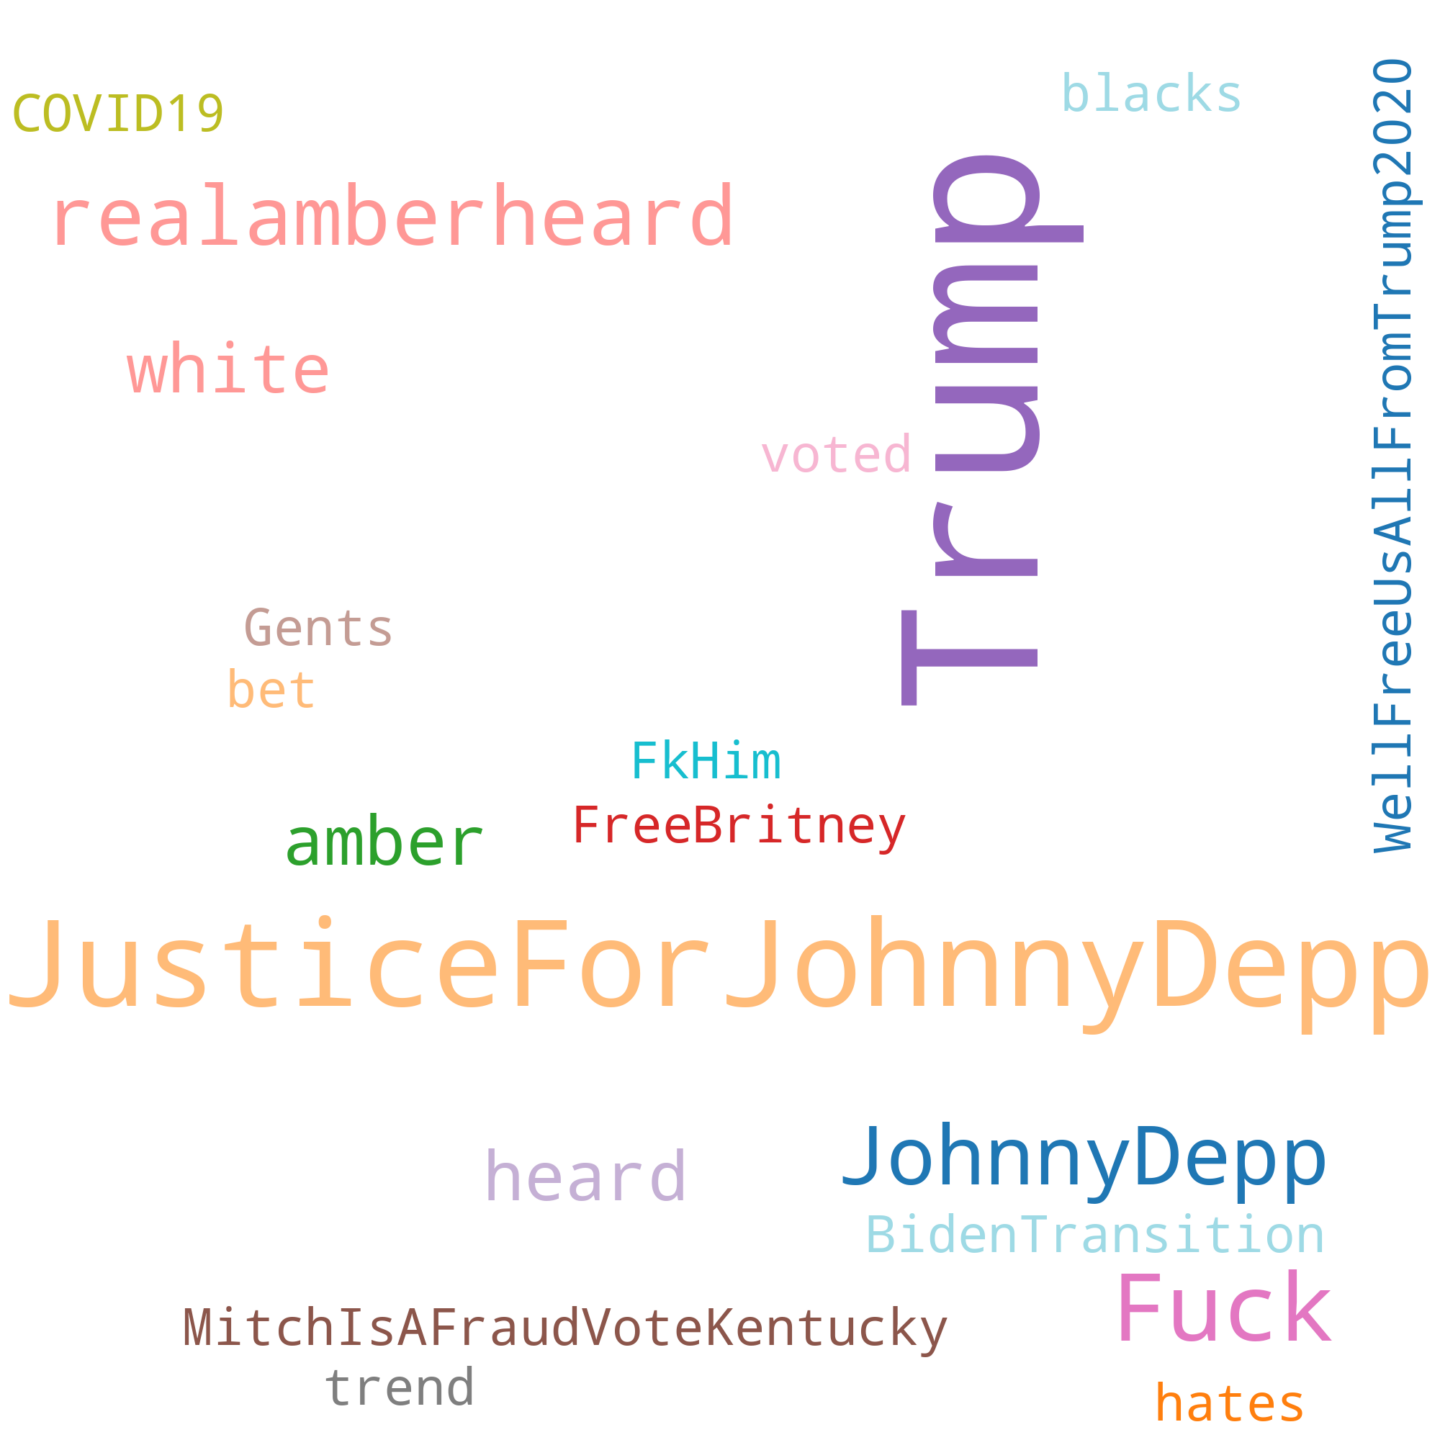 COVID19
blacks
WellFreeUsAllFromTrump2020
realamberheard
Trump
white
voted
Gents
bet
FkHim
FreeBritney
amber
JusticeForJohnnyDepp
JohnnyDepp
heard
BidenTransition
Fuck
MitchIsAFraudVoteKentucky
trend
hates